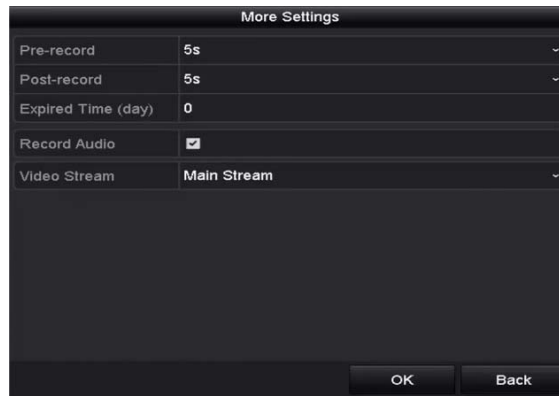 More Settings
Pre-record 5s
Post-record 5s
Expired Time (day) 0
Record Audio
Video Stream Main Stream
OK Back